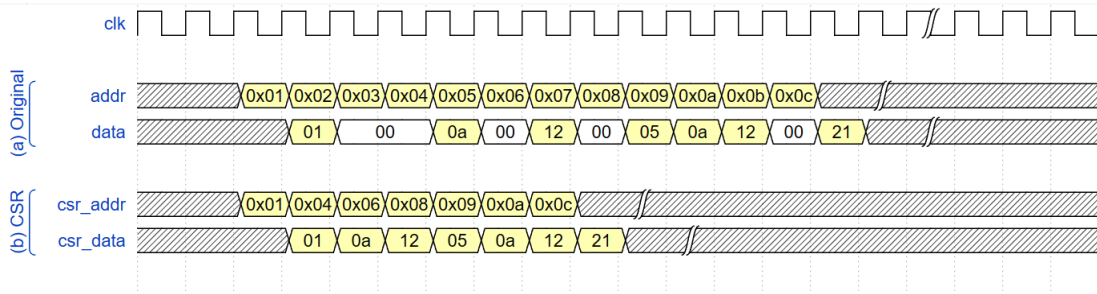 clk
(a) Original
addr 0x01 0x02 0x03 0x04 0x05 0x06 0x07 0x08 0x09 0x0a 0x0b 0x0c
data 01 00 0a 00 12 00 05 0a 12 00 21
(b) CSR
csr_addr 0x01 0x04 0x06 0x08 0x09 0x0a 0x0c
csr_data 01 0a 12 05 0a 12 21